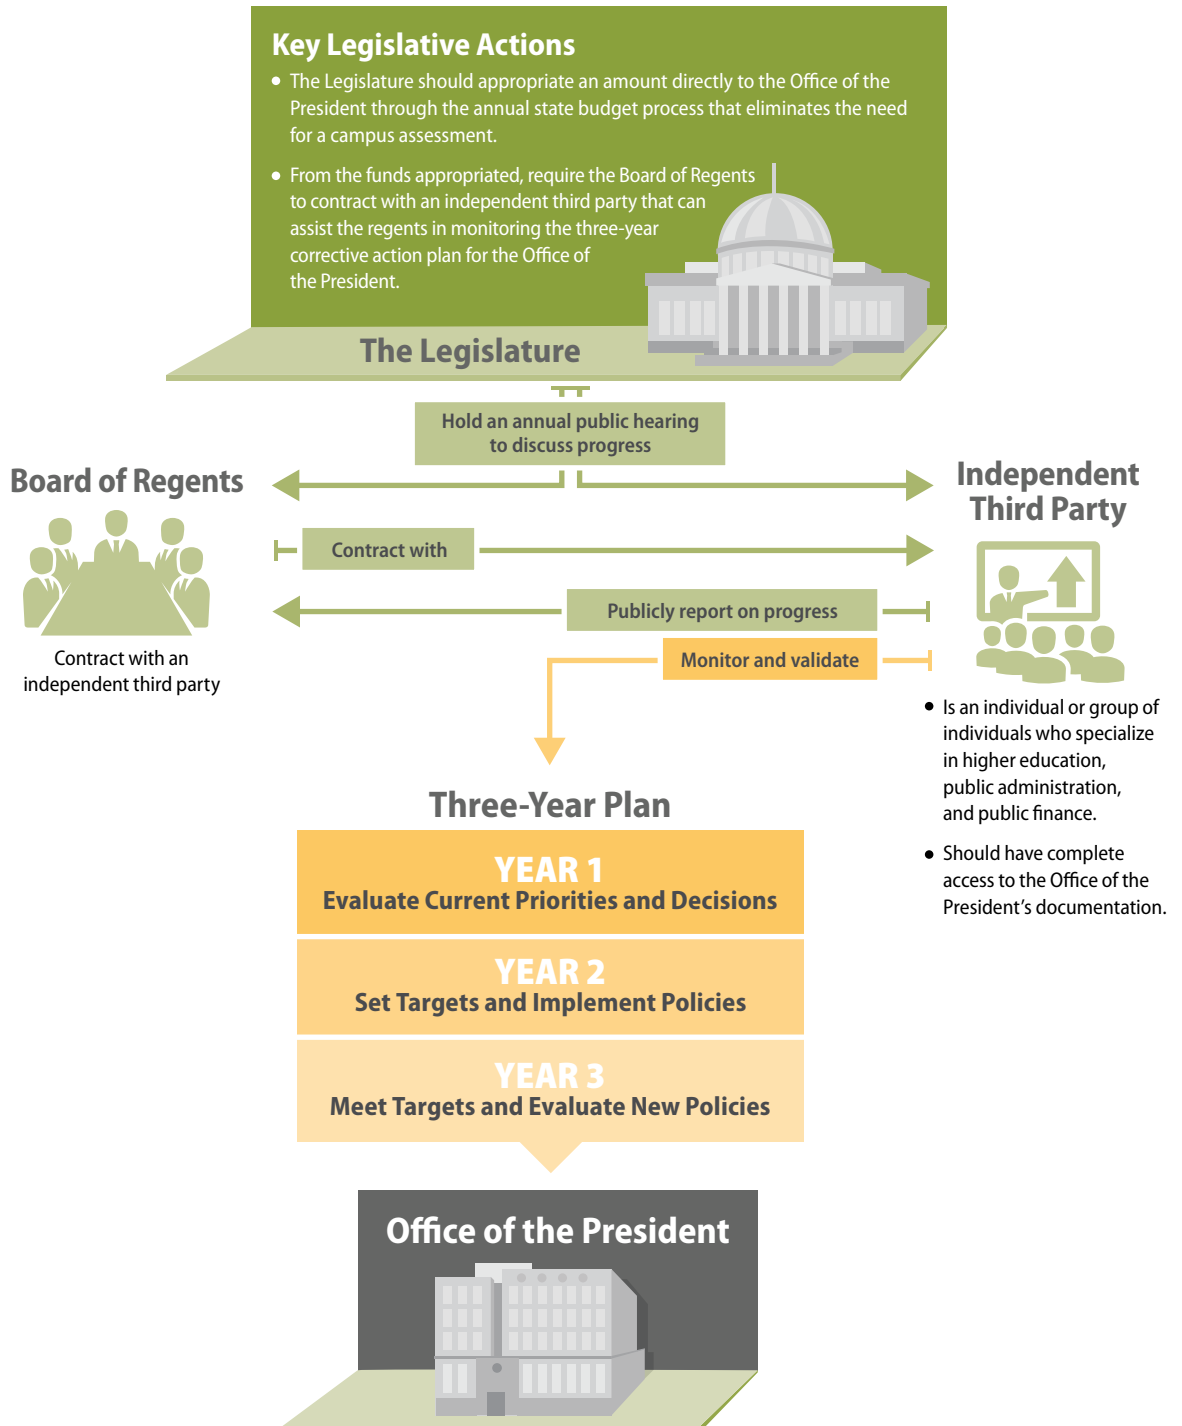 Key Legislative Actions
• The Legislature should appropriate an amount directly to the Office of the
President through the annual state budget process that eliminates the need
for a campus assessment.
• From the funds appropriated, require the Board of Regents
to contract with an independent third party that can
assist the regents in monitoring the three-year
corrective action plan for the Office of
the President.
The Legislature
Hold an annual public hearing
to discuss progress
Board of Regents
Independent
Third Party
Contract with
Publicly report on progress
Monitor and validate
Contract with an
independent third party
• Is an individual or group of
individuals who specialize
in higher education,
public administration,
and public finance.
• Should have complete
access to the Office of the
President’s documentation.
Three-Year Plan
YEAR 1
Evaluate Current Priorities and Decisions
YEAR 2
Set Targets and Implement Policies
YEAR 3
Meet Targets and Evaluate New Policies
Office of the President